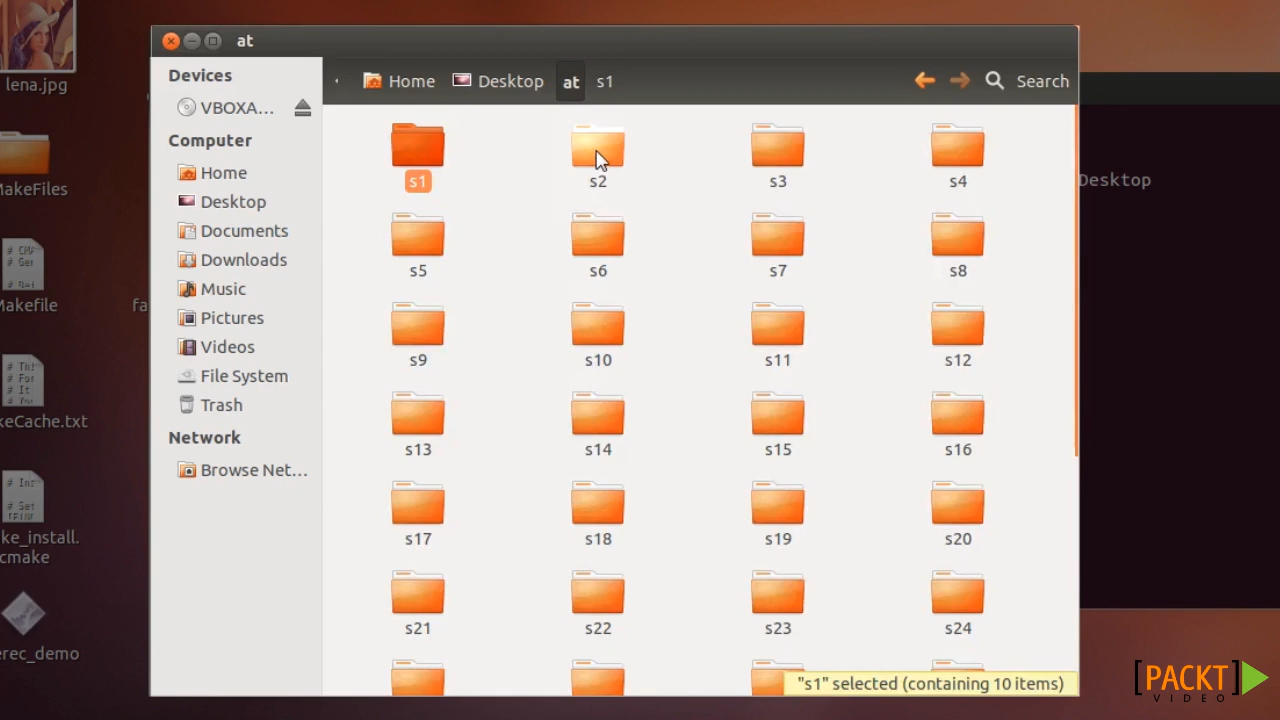 lena.jpg
MakeFiles
Makefile
fa
keCache.txt
ke_install.
cmake
erec_demo
at
Devices
VBOXA...
Computer
Home
Desktop
Documents
Downloads
Music
Pictures
Videos
File System
Trash
Network
Browse Net...
Home
Desktop
at
s1
Search
s1
s2
s3
s4
s5
s6
s7
s8
s9
s10
s11
s12
s13
s14
s15
s16
s17
s18
s19
s20
s21
s22
s23
s24
"s1" selected (containing 10 items)
Desktop
[PACKT]
VIDEO